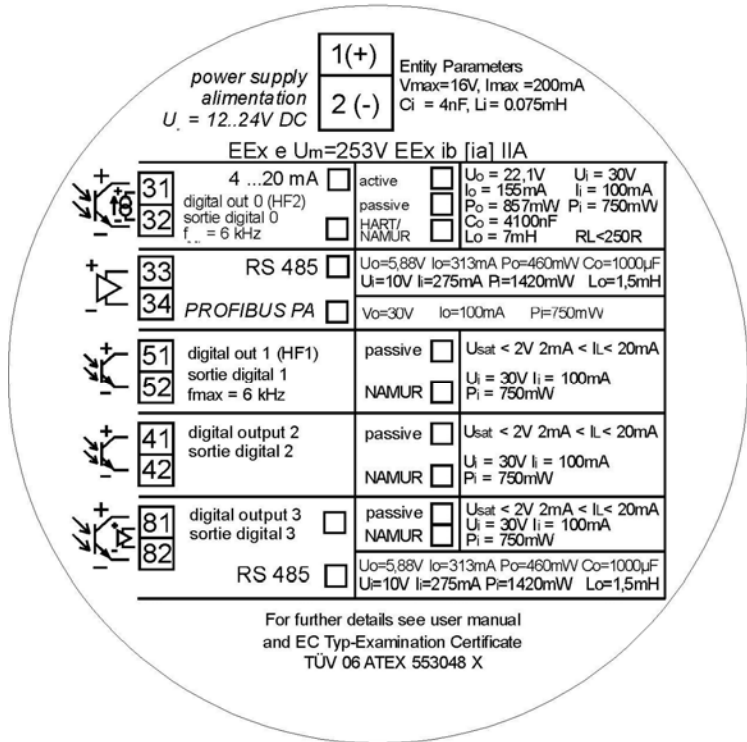 1(+)
2 (-)
power supply
alimentation
U = 12..24V DC
Entity Parameters
Vmax=16V, Imax =200mA
Ci = 4nF, Li = 0.075mH
EEx e Um=253V EEx ib [ia] IIA
+
31
32
–
4 ...20 mA
digital out 0 (HF2)
sortie digital 0
f = 6 kHz
active
passive
HART/
NAMUR
Uo = 22,1V Ui = 30V
Io = 155mA Ii = 100mA
Po = 857mW Pi = 750mW
Co = 4100nF
Lo = 7mH RL<250R
+
33
34
–
RS 485
Uo=5,88V Io=313mA Po=460mW Co=1000µF
Ui=10V Ii=275mA Pi=1420mW Lo=1,5mH
PROFIBUS PA
Vo=30V Io=100mA Pi=750mW
+
51
52
–
digital out 1 (HF1)
sortie digital 1
fmax = 6 kHz
passive
NAMUR
Usat < 2V 2mA < IL< 20mA
Ui = 30V Ii = 100mA
Pi = 750mW
+
41
42
–
digital output 2
sortie digital 2
passive
NAMUR
Usat < 2V 2mA < IL< 20mA
Ui = 30V Ii = 100mA
Pi = 750mW
+
81
82
–
digital output 3
sortie digital 3
passive
NAMUR
Usat < 2V 2mA < IL< 20mA
Ui = 30V Ii = 100mA
Pi = 750mW
RS 485
Uo=5,88V Io=313mA Po=460mW Co=1000µF
Ui=10V Ii=275mA Pi=1420mW Lo=1,5mH
For further details see user manual
and EC Typ-Examination Certificate
TÜV 06 ATEX 553048 X